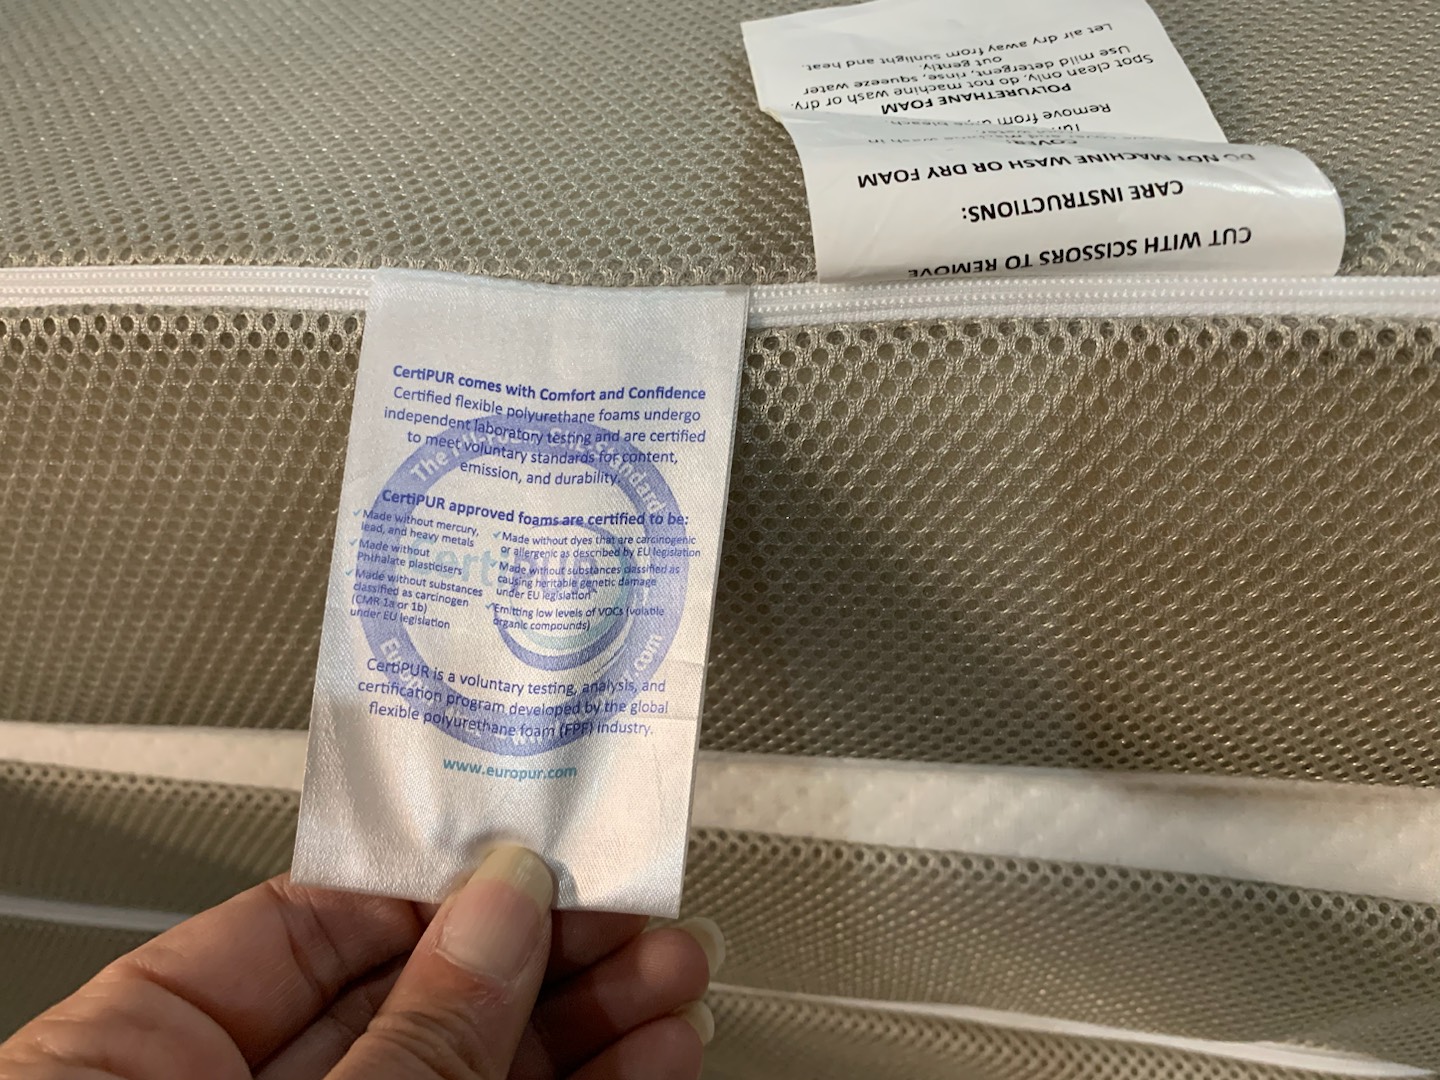 CertiPUR comes with Comfort and Confidence
Certified flexible polyurethane foams undergo
independent laboratory testing and are certified
to meet voluntary standards for content,
emission, and durability.
CertiPUR approved foams are certified to be:
✓Made without mercury,
lead, and heavy metals
✓Made without
Phthalate plasticisers
✓Made without substances
classified as carcinogen
(CMR 1a or 1b)
under EU legislation
✓Made without dyes that are carcinogenic
or allergenic as described by EU legislation
✓Made without substances classified as
causing heritable genetic damage
under EU legislation
✓Emitting low levels of VOCs (volatile
organic compounds)
CertiPUR is a voluntary testing, analysis, and
certification program developed by the global
flexible polyurethane foam (FPF) industry.
www.europur.com
The Standard
.com
CUT WITH SCISSORS TO REMOVE
CARE INSTRUCTIONS:
DO NOT MACHINE WASH OR DRY FOAM
COVER:
wash in
Remove from bleach.
POLYURETHANE FOAM
Spot clean only, do not machine wash or dry.
Use mild detergent, rinse, squeeze water
out gently.
Let air dry away from sunlight and heat.